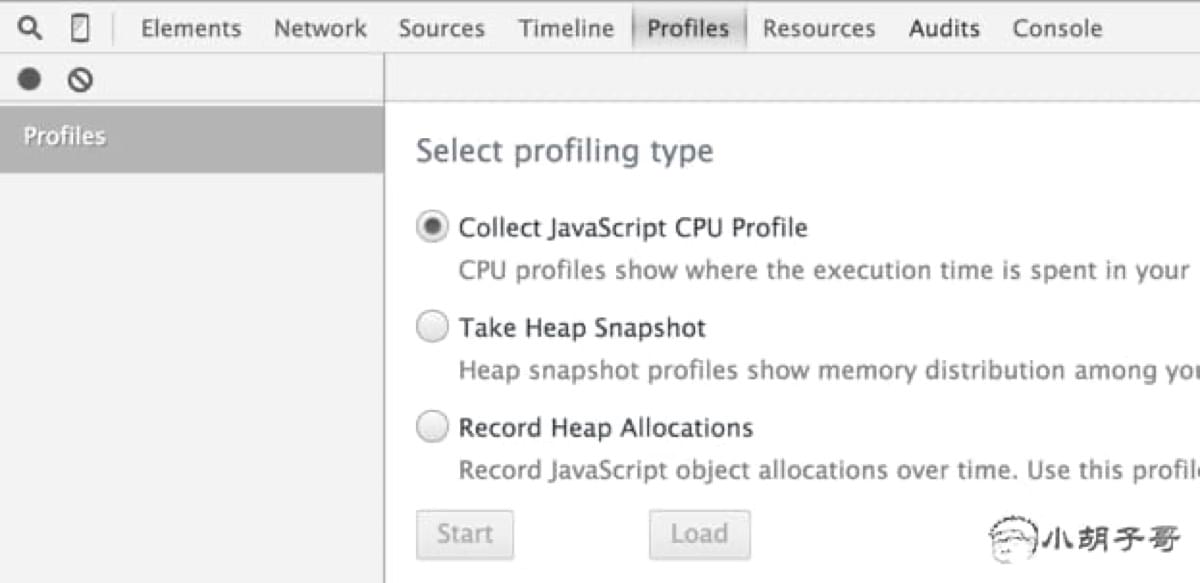 Elements Network Sources Timeline Profiles Resources Audits Console
Profiles
Select profiling type
Collect JavaScript CPU Profile
CPU profiles show where the execution time is spent in your
Take Heap Snapshot
Heap snapshot profiles show memory distribution among you
Record Heap Allocations
Record JavaScript object allocations over time. Use this profil
Start Load
小胡子哥